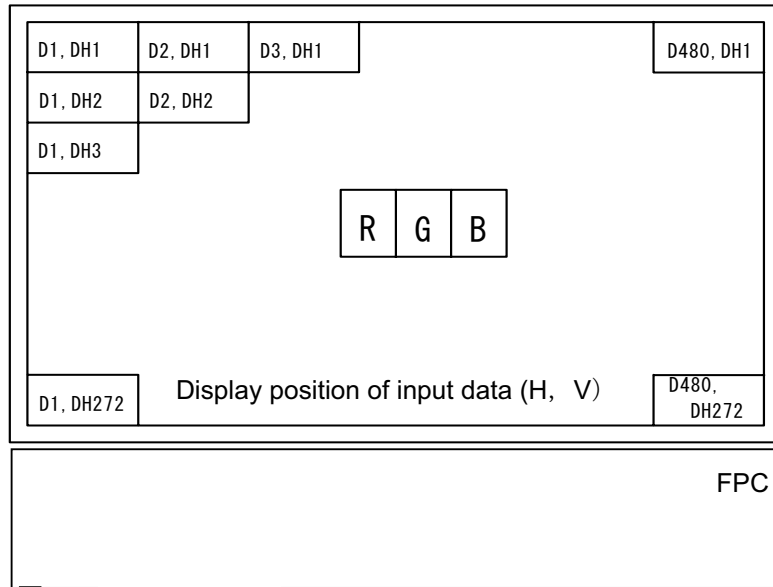 D1, DH1 D2, DH1 D3, DH1 D480, DH1
D1, DH2 D2, DH2
D1, DH3
R G B
D1, DH272 Display position of input data (H, V) D480,
DH272
FPC